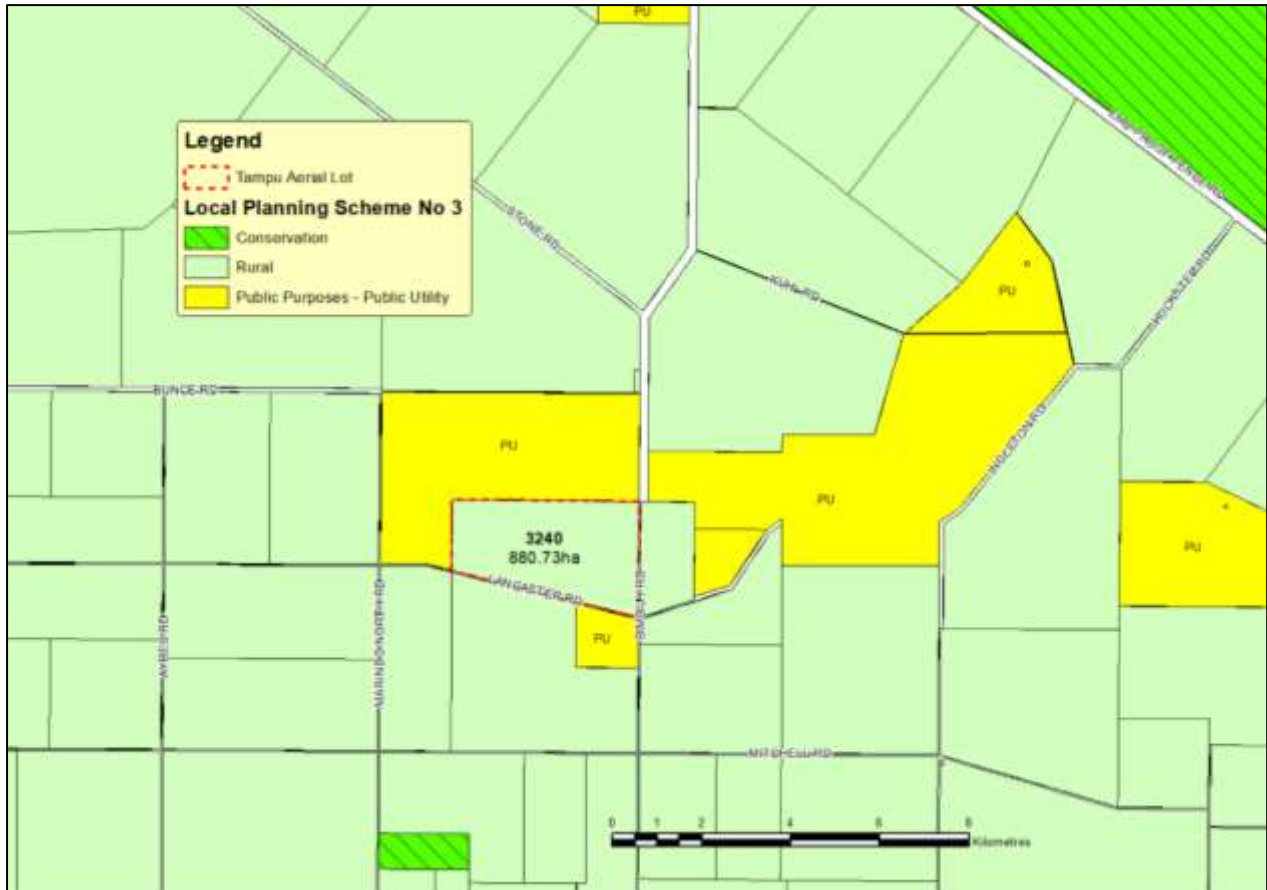 PU
Legend
Tampu Aerial Lot
Local Planning Scheme No 3
Conservation
Rural
Public Purposes - Public Utility
STONE RD
KUHL RD
PU
BUNCE RD
PU
INGLETON RD
PU
PU
3240
880.73ha
LANCASTER RD
PU
AYRES RD
MITCHELL RD
0 1 2 4 6 8
Kilometres